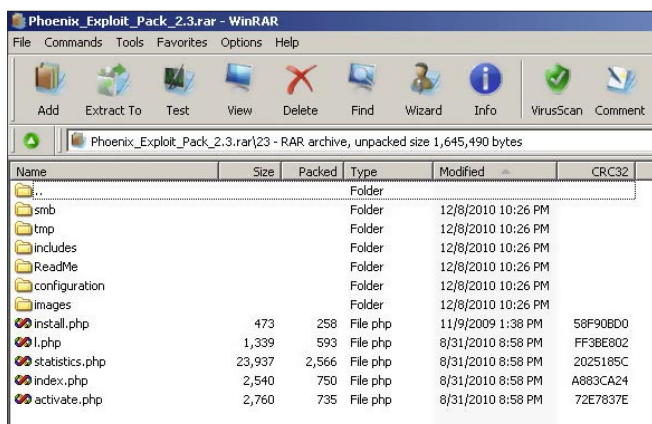 Phoenix_Exploit_Pack_2.3.rar - WinRAR
File Commands Tools Favorites Options Help
Add Extract To Test View Delete Find Wizard Info VirusScan Comment
Phoenix_Exploit_Pack_2.3.rar\23 - RAR archive, unpacked size 1,645,490 bytes
Name Size Packed Type Modified CRC32
.. Folder
smb Folder 12/8/2010 10:26 PM
tmp Folder 12/8/2010 10:26 PM
includes Folder 12/8/2010 10:26 PM
ReadMe Folder 12/8/2010 10:26 PM
configuration Folder 12/8/2010 10:26 PM
images Folder 12/8/2010 10:26 PM
install.php 473 258 File php 11/9/2009 1:38 PM 58F90BD0
l.php 1,339 593 File php 8/31/2010 8:58 PM FF3BE802
statistics.php 23,937 2,566 File php 8/31/2010 8:58 PM 2025185C
index.php 2,540 750 File php 8/31/2010 8:58 PM A883CA24
activate.php 2,760 735 File php 8/31/2010 8:58 PM 72E7837E